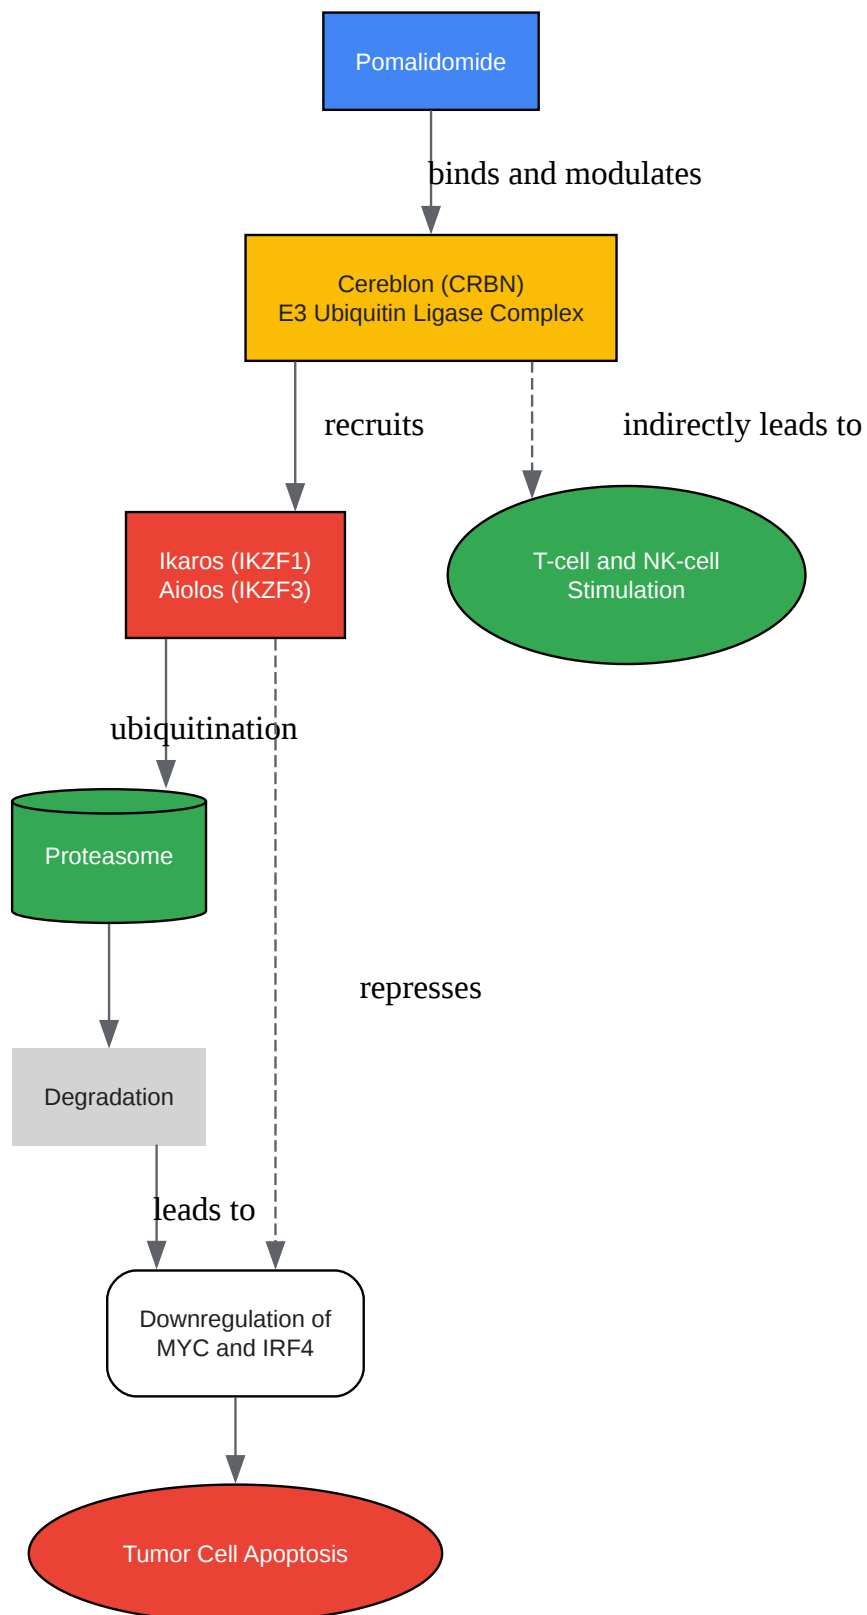 Pomalidomide
binds and modulates
Cereblon (CRBN)
E3 Ubiquitin Ligase Complex
recruits
indirectly leads to
Ikaros (IKZF1)
Aiolos (IKZF3)
T-cell and NK-cell
Stimulation
ubiquitination
Proteasome
represses
Degradation
leads to
Downregulation of
MYC and IRF4
Tumor Cell Apoptosis